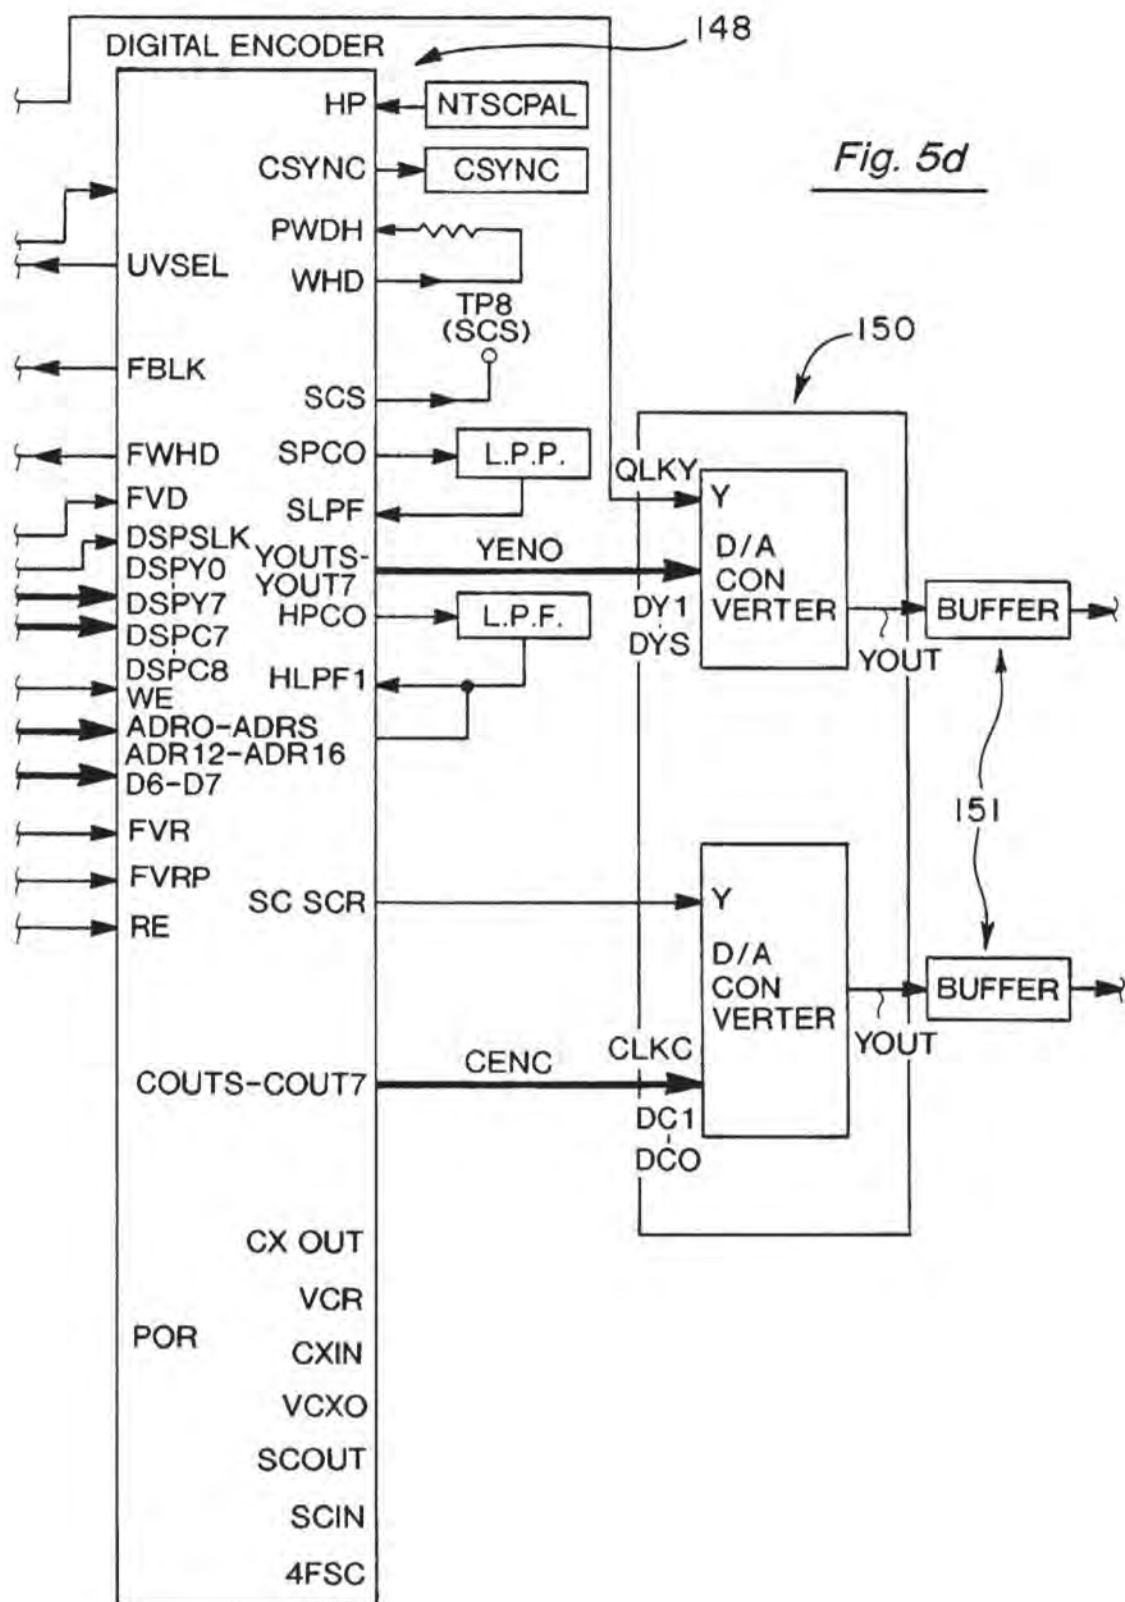 DIGITAL ENCODER
148
HP
NTSCPAL
Fig. 5d
CSYNC
CSYNC
PWDH
UVSEL
WHD
TP8
(SCS)
150
FBLK
SCS
FWHD
SPCO
L.P.P.
QLKY
Y
FVD
SLPF
DSPSLK
YOUTS-
YOUT7
YENO
D/A
CON
VERTER
DSPY0
DSPY7
HPCO
L.P.F.
DY1
DYS
BUFFER
DSPC7
DSPC8
HLPF1
YOUT
WE
ADRO-ADRS
ADR12-ADR16
D6-D7
151
FVR
FVRP
SC SCR
Y
RE
D/A
CON
VERTER
BUFFER
YOUT
CLKC
CENC
COUTS-COUT7
DC1
DCO
CX OUT
VCR
POR
CXIN
VCXO
SCOUT
SCIN
4FSC